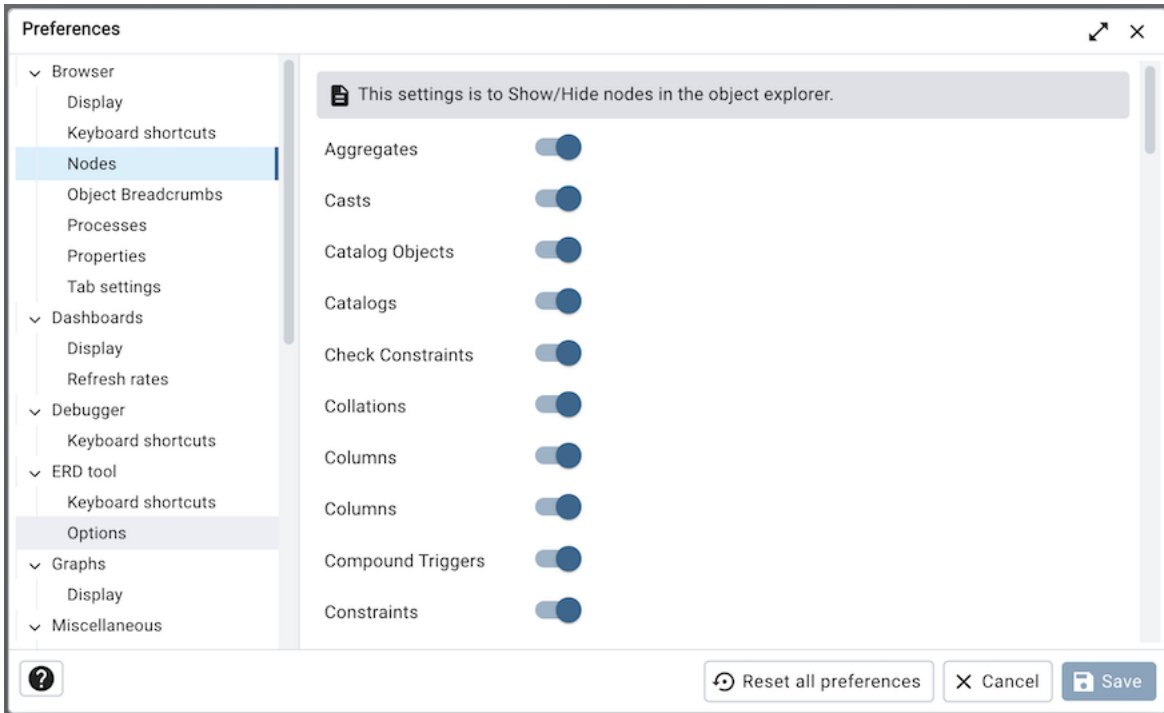 Preferences
Browser
Display
Keyboard shortcuts
Nodes
Object Breadcrumbs
Processes
Properties
Tab settings
Dashboards
Display
Refresh rates
Debugger
Keyboard shortcuts
ERD tool
Keyboard shortcuts
Options
Graphs
Display
Miscellaneous
This settings is to Show/Hide nodes in the object explorer.
Aggregates
Casts
Catalog Objects
Catalogs
Check Constraints
Collations
Columns
Columns
Compound Triggers
Constraints
Reset all preferences
Cancel
Save